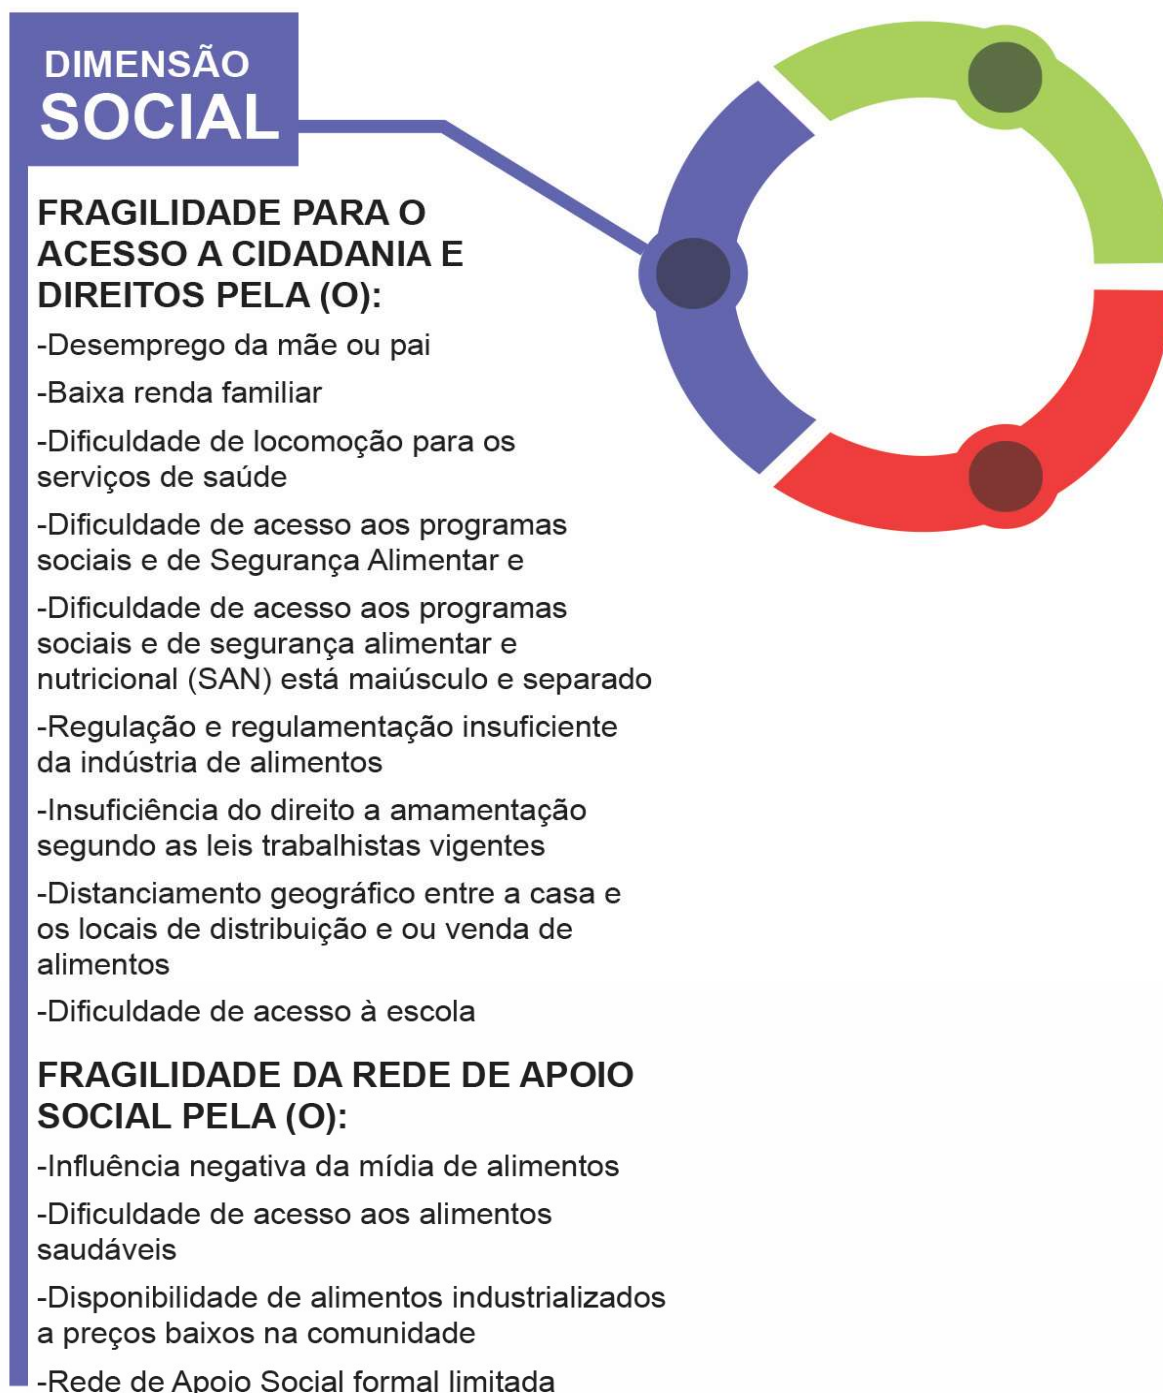 DIMENSÃO
SOCIAL
FRAGILIDADE PARA O
ACESSO A CIDADANIA E
DIREITOS PELA (O):
-Desemprego da mãe ou pai
-Baixa renda familiar
-Dificuldade de locomoção para os
serviços de saúde
-Dificuldade de acesso aos programas
sociais e de Segurança Alimentar e
-Dificuldade de acesso aos programas
sociais e de segurança alimentar e
nutricional (SAN) está maiúsculo e separado
-Regulação e regulamentação insuficiente
da indústria de alimentos
-Insuficiência do direito a amamentação
segundo as leis trabalhistas vigentes
-Distanciamento geográfico entre a casa e
os locais de distribuição e ou venda de
alimentos
-Dificuldade de acesso à escola
FRAGILIDADE DA REDE DE APOIO
SOCIAL PELA (O):
-Influência negativa da mídia de alimentos
-Dificuldade de acesso aos alimentos
saudáveis
-Disponibilidade de alimentos industrializados
a preços baixos na comunidade
-Rede de Apoio Social formal limitada